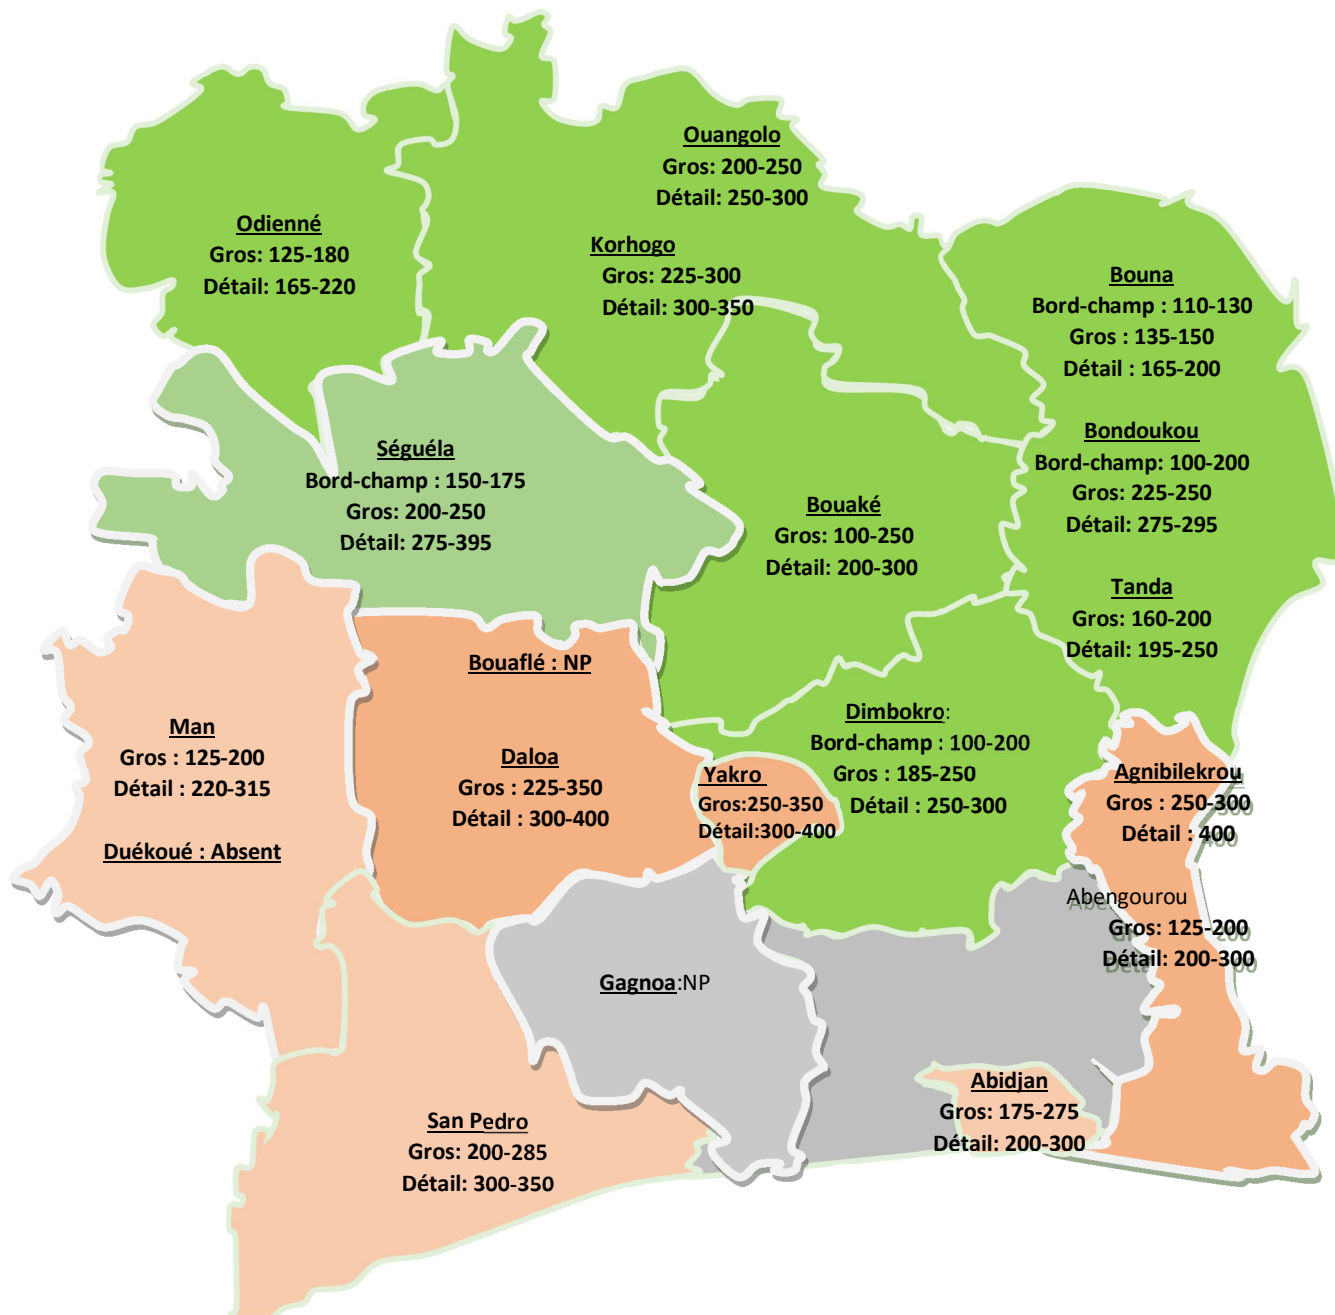 Ouangolo
Gros: 200-250
Détail: 250-300
Odienné
Gros: 125-180
Détail: 165-220
Korhogo
Gros: 225-300
Détail: 300-350
Bouna
Bord-champ : 110-130
Gros : 135-150
Détail : 165-200
Séguéla
Bord-champ : 150-175
Gros: 200-250
Détail: 275-395
Bondoukou
Bord-champ: 100-200
Gros: 225-250
Détail: 275-295
Bouaké
Gros: 100-250
Détail: 200-300
Tanda
Gros: 160-200
Détail: 195-250
Bouaflé : NP
Man
Gros : 125-200
Détail : 220-315
Duékoué : Absent
Daloa
Gros : 225-350
Détail : 300-400
Yakro
Gros:250-350
Détail:300-400
Dimbokro:
Bord-champ : 100-200
Gros : 185-250
Détail : 250-300
Agnibilekrou
Gros : 250-300
Détail : 400
Abengourou
Gros: 125-200
Détail: 200-300
Gagnoa:NP
Abidjan
Gros: 175-275
Détail: 200-300
San Pedro
Gros: 200-285
Détail: 300-350